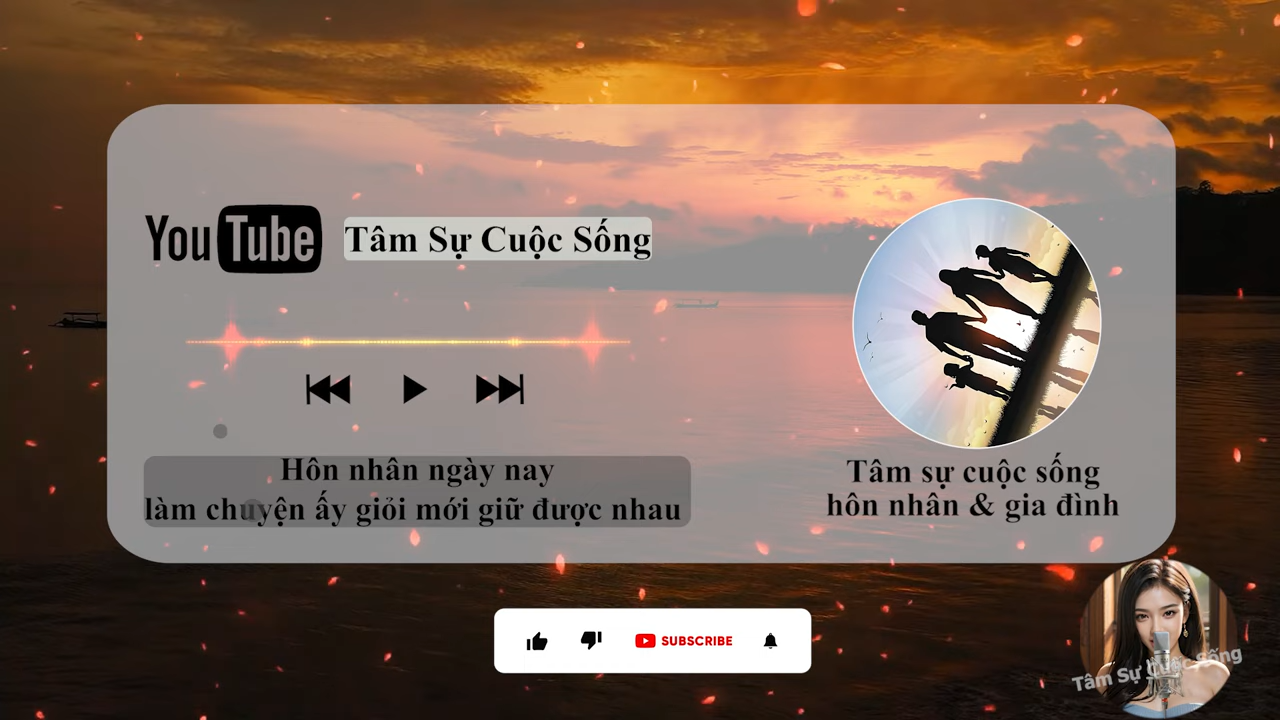 YouTube
Tâm Sự Cuộc Sống
Hôn nhân ngày nay
làm chuyện ấy giỏi mới giữ được nhau
Tâm sự cuộc sống
hôn nhân & gia đình
SUBSCRIBE
Tâm Sự Cuộc Sống